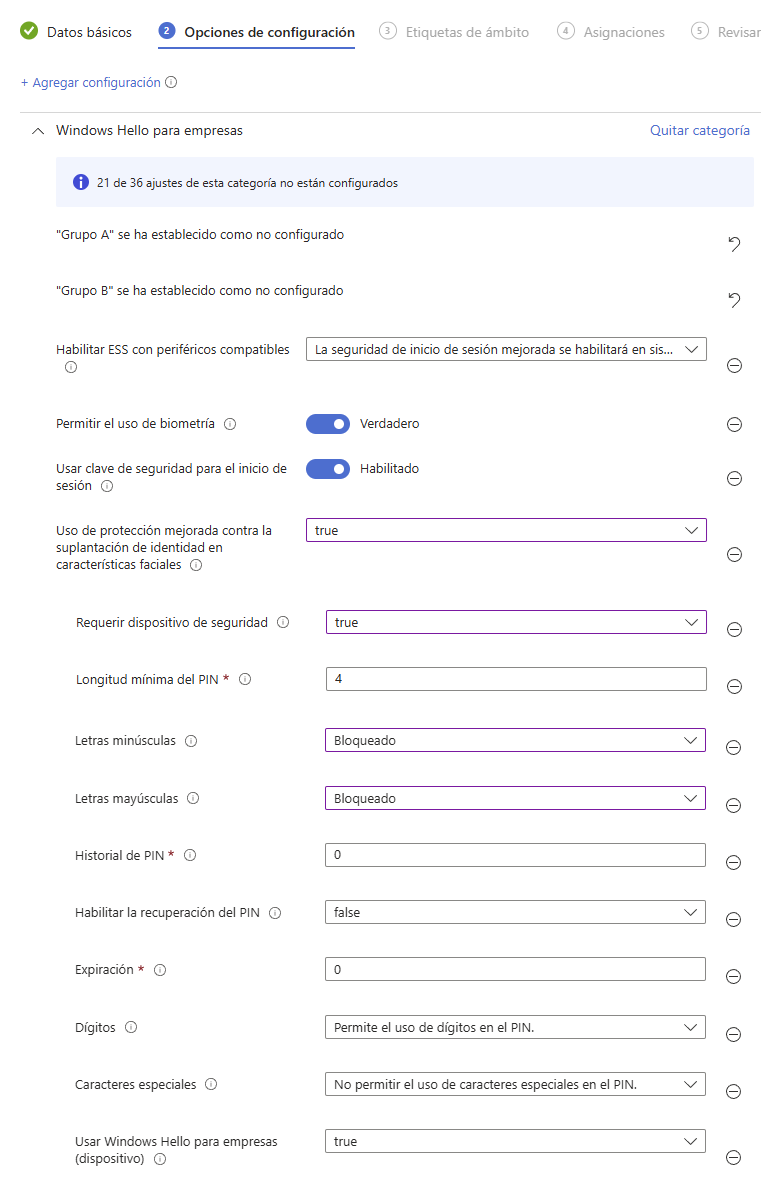 Datos básicos
2 Opciones de configuración
3 Etiquetas de ámbito
4 Asignaciones
5 Revisar
+ Agregar configuración
Windows Hello para empresas
Quitar categoría
21 de 36 ajustes de esta categoría no están configurados
"Grupo A" se ha establecido como no configurado
"Grupo B" se ha establecido como no configurado
Habilitar ESS con periféricos compatibles
La seguridad de inicio de sesión mejorada se habilitará en sis...
Permitir el uso de biometría
Verdadero
Usar clave de seguridad para el inicio de
sesión
Habilitado
Uso de protección mejorada contra la
suplantación de identidad en
características faciales
true
Requerir dispositivo de seguridad
true
Longitud mínima del PIN *
4
Letras minúsculas
Bloqueado
Letras mayúsculas
Bloqueado
Historial de PIN *
0
Habilitar la recuperación del PIN
false
Expiración *
0
Dígitos
Permite el uso de dígitos en el PIN.
Caracteres especiales
No permitir el uso de caracteres especiales en el PIN.
Usar Windows Hello para empresas
(dispositivo)
true